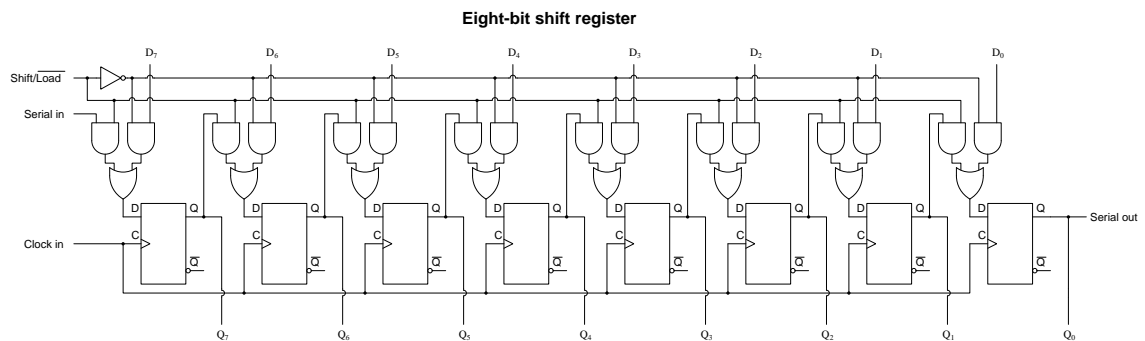 Eight-bit shift register
D₇ D₆ D₅ D₄ D₃ D₂ D₁ D₀
Shift/L̅o̅a̅d̅
Serial in
D Q D Q D Q D Q D Q D Q D Q D Q
Serial out
Clock in
C C C C C C C C
Q̅ Q̅ Q̅ Q̅ Q̅ Q̅ Q̅ Q̅
Q₇ Q₆ Q₅ Q₄ Q₃ Q₂ Q₁ Q₀